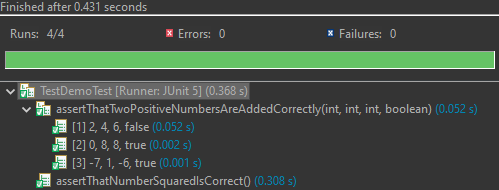 Finished after 0.431 seconds
Runs: 4/4 Errors: 0 Failures: 0
TestDemoTest [Runner: JUnit 5] (0.368 s)
assertThatTwoPositiveNumbersAreAddedCorrectly(int, int, int, boolean) (0.052 s)
[1] 2, 4, 6, false (0.052 s)
[2] 0, 8, 8, true (0.002 s)
[3] -7, 1, -6, true (0.001 s)
assertThatNumberSquaredIsCorrect() (0.308 s)